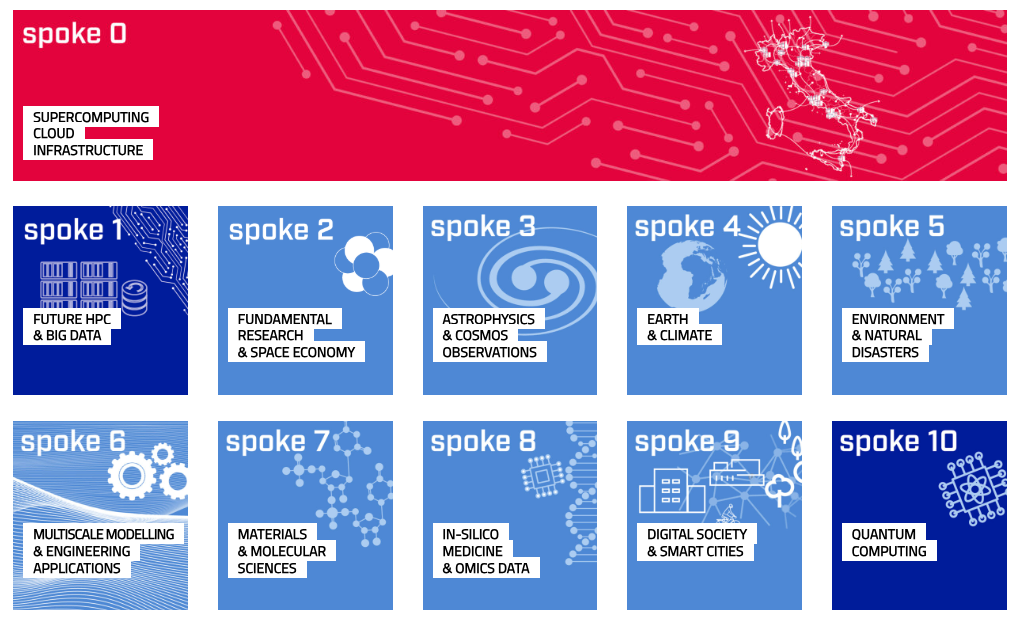 spoke 0
SUPERCOMPUTING
CLOUD
INFRASTRUCTURE
spoke 1
FUTURE HPC
& BIG DATA
spoke 2
FUNDAMENTAL
RESEARCH
& SPACE ECONOMY
spoke 3
ASTROPHYSICS
& COSMOS
OBSERVATIONS
spoke 4
EARTH
& CLIMATE
spoke 5
ENVIRONMENT
& NATURAL
DISASTERS
spoke 6
MULTISCALE MODELLING
& ENGINEERING
APPLICATIONS
spoke 7
MATERIALS
& MOLECULAR
SCIENCES
spoke 8
IN-SILICO
MEDICINE
& OMICS DATA
spoke 9
DIGITAL SOCIETY
& SMART CITIES
spoke 10
QUANTUM
COMPUTING